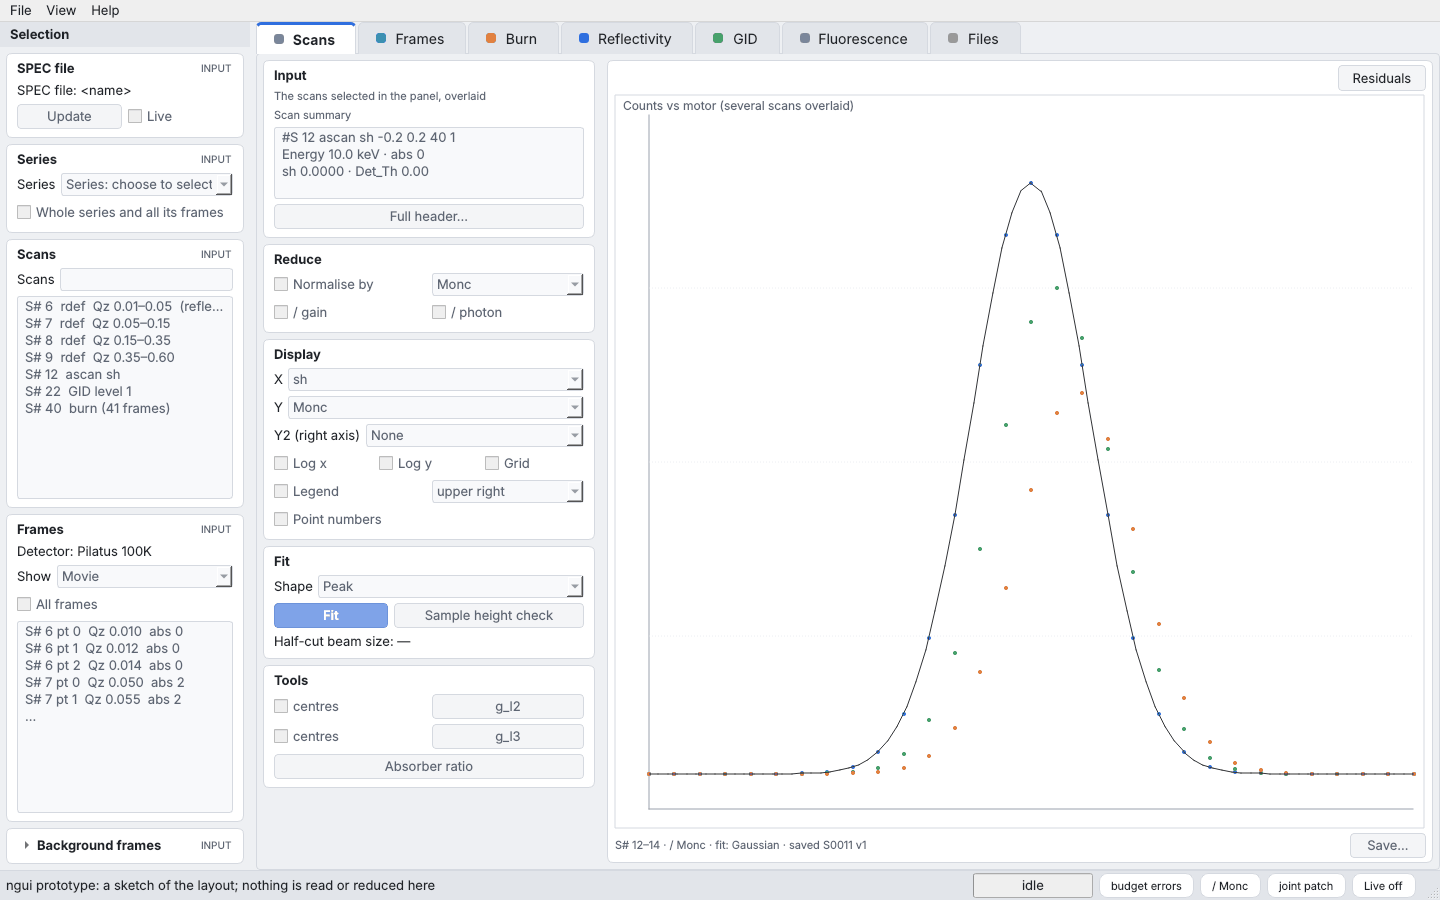 File View Help
Selection
SPEC file INPUT
SPEC file: <name>
Update Live
Series INPUT
Series Series: choose to select
Whole series and all its frames
Scans INPUT
Scans
S# 6 rdef Qz 0.01–0.05 (refle...
S# 7 rdef Qz 0.05–0.15
S# 8 rdef Qz 0.15–0.35
S# 9 rdef Qz 0.35–0.60
S# 12 ascan sh
S# 22 GID level 1
S# 40 burn (41 frames)
Frames INPUT
Detector: Pilatus 100K
Show Movie
All frames
S# 6 pt 0 Qz 0.010 abs 0
S# 6 pt 1 Qz 0.012 abs 0
S# 6 pt 2 Qz 0.014 abs 0
S# 7 pt 0 Qz 0.050 abs 2
S# 7 pt 1 Qz 0.055 abs 2
...
Background frames INPUT
Scans Frames Burn Reflectivity GID Fluorescence Files
Input
The scans selected in the panel, overlaid
Scan summary
#S 12 ascan sh -0.2 0.2 40 1
Energy 10.0 keV · abs 0
sh 0.0000 · Det_Th 0.00
Full header...
Reduce
Normalise by Monc
/ gain / photon
Display
X sh
Y Monc
Y2 (right axis) None
Log x Log y Grid
Legend upper right
Point numbers
Fit
Shape Peak
Fit Sample height check
Half-cut beam size: —
Tools
centres g_l2
centres g_l3
Absorber ratio
Residuals
Counts vs motor (several scans overlaid)
S# 12–14 · / Monc · fit: Gaussian · saved S0011 v1
Save...
ngui prototype: a sketch of the layout; nothing is read or reduced here
idle budget errors / Monc joint patch Live off